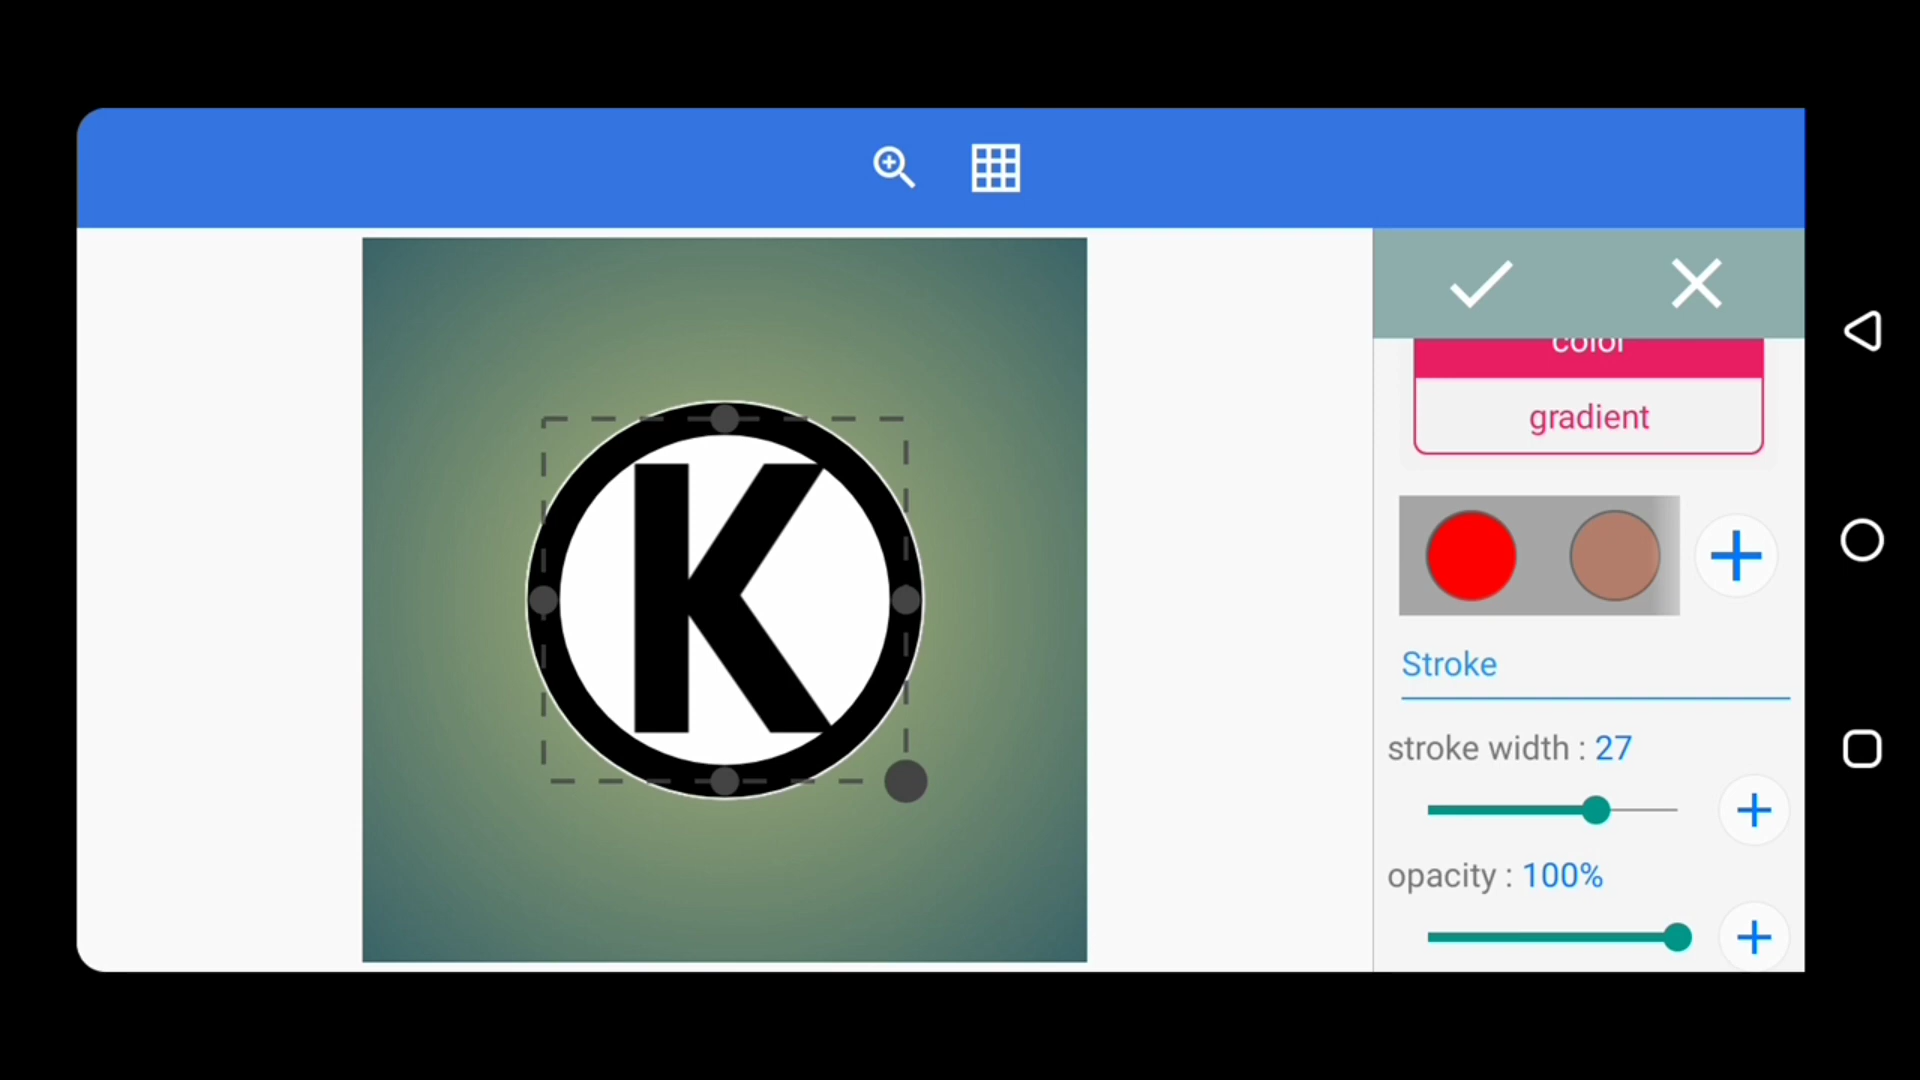 color
gradient
K
Stroke
stroke width : 27
opacity : 100%